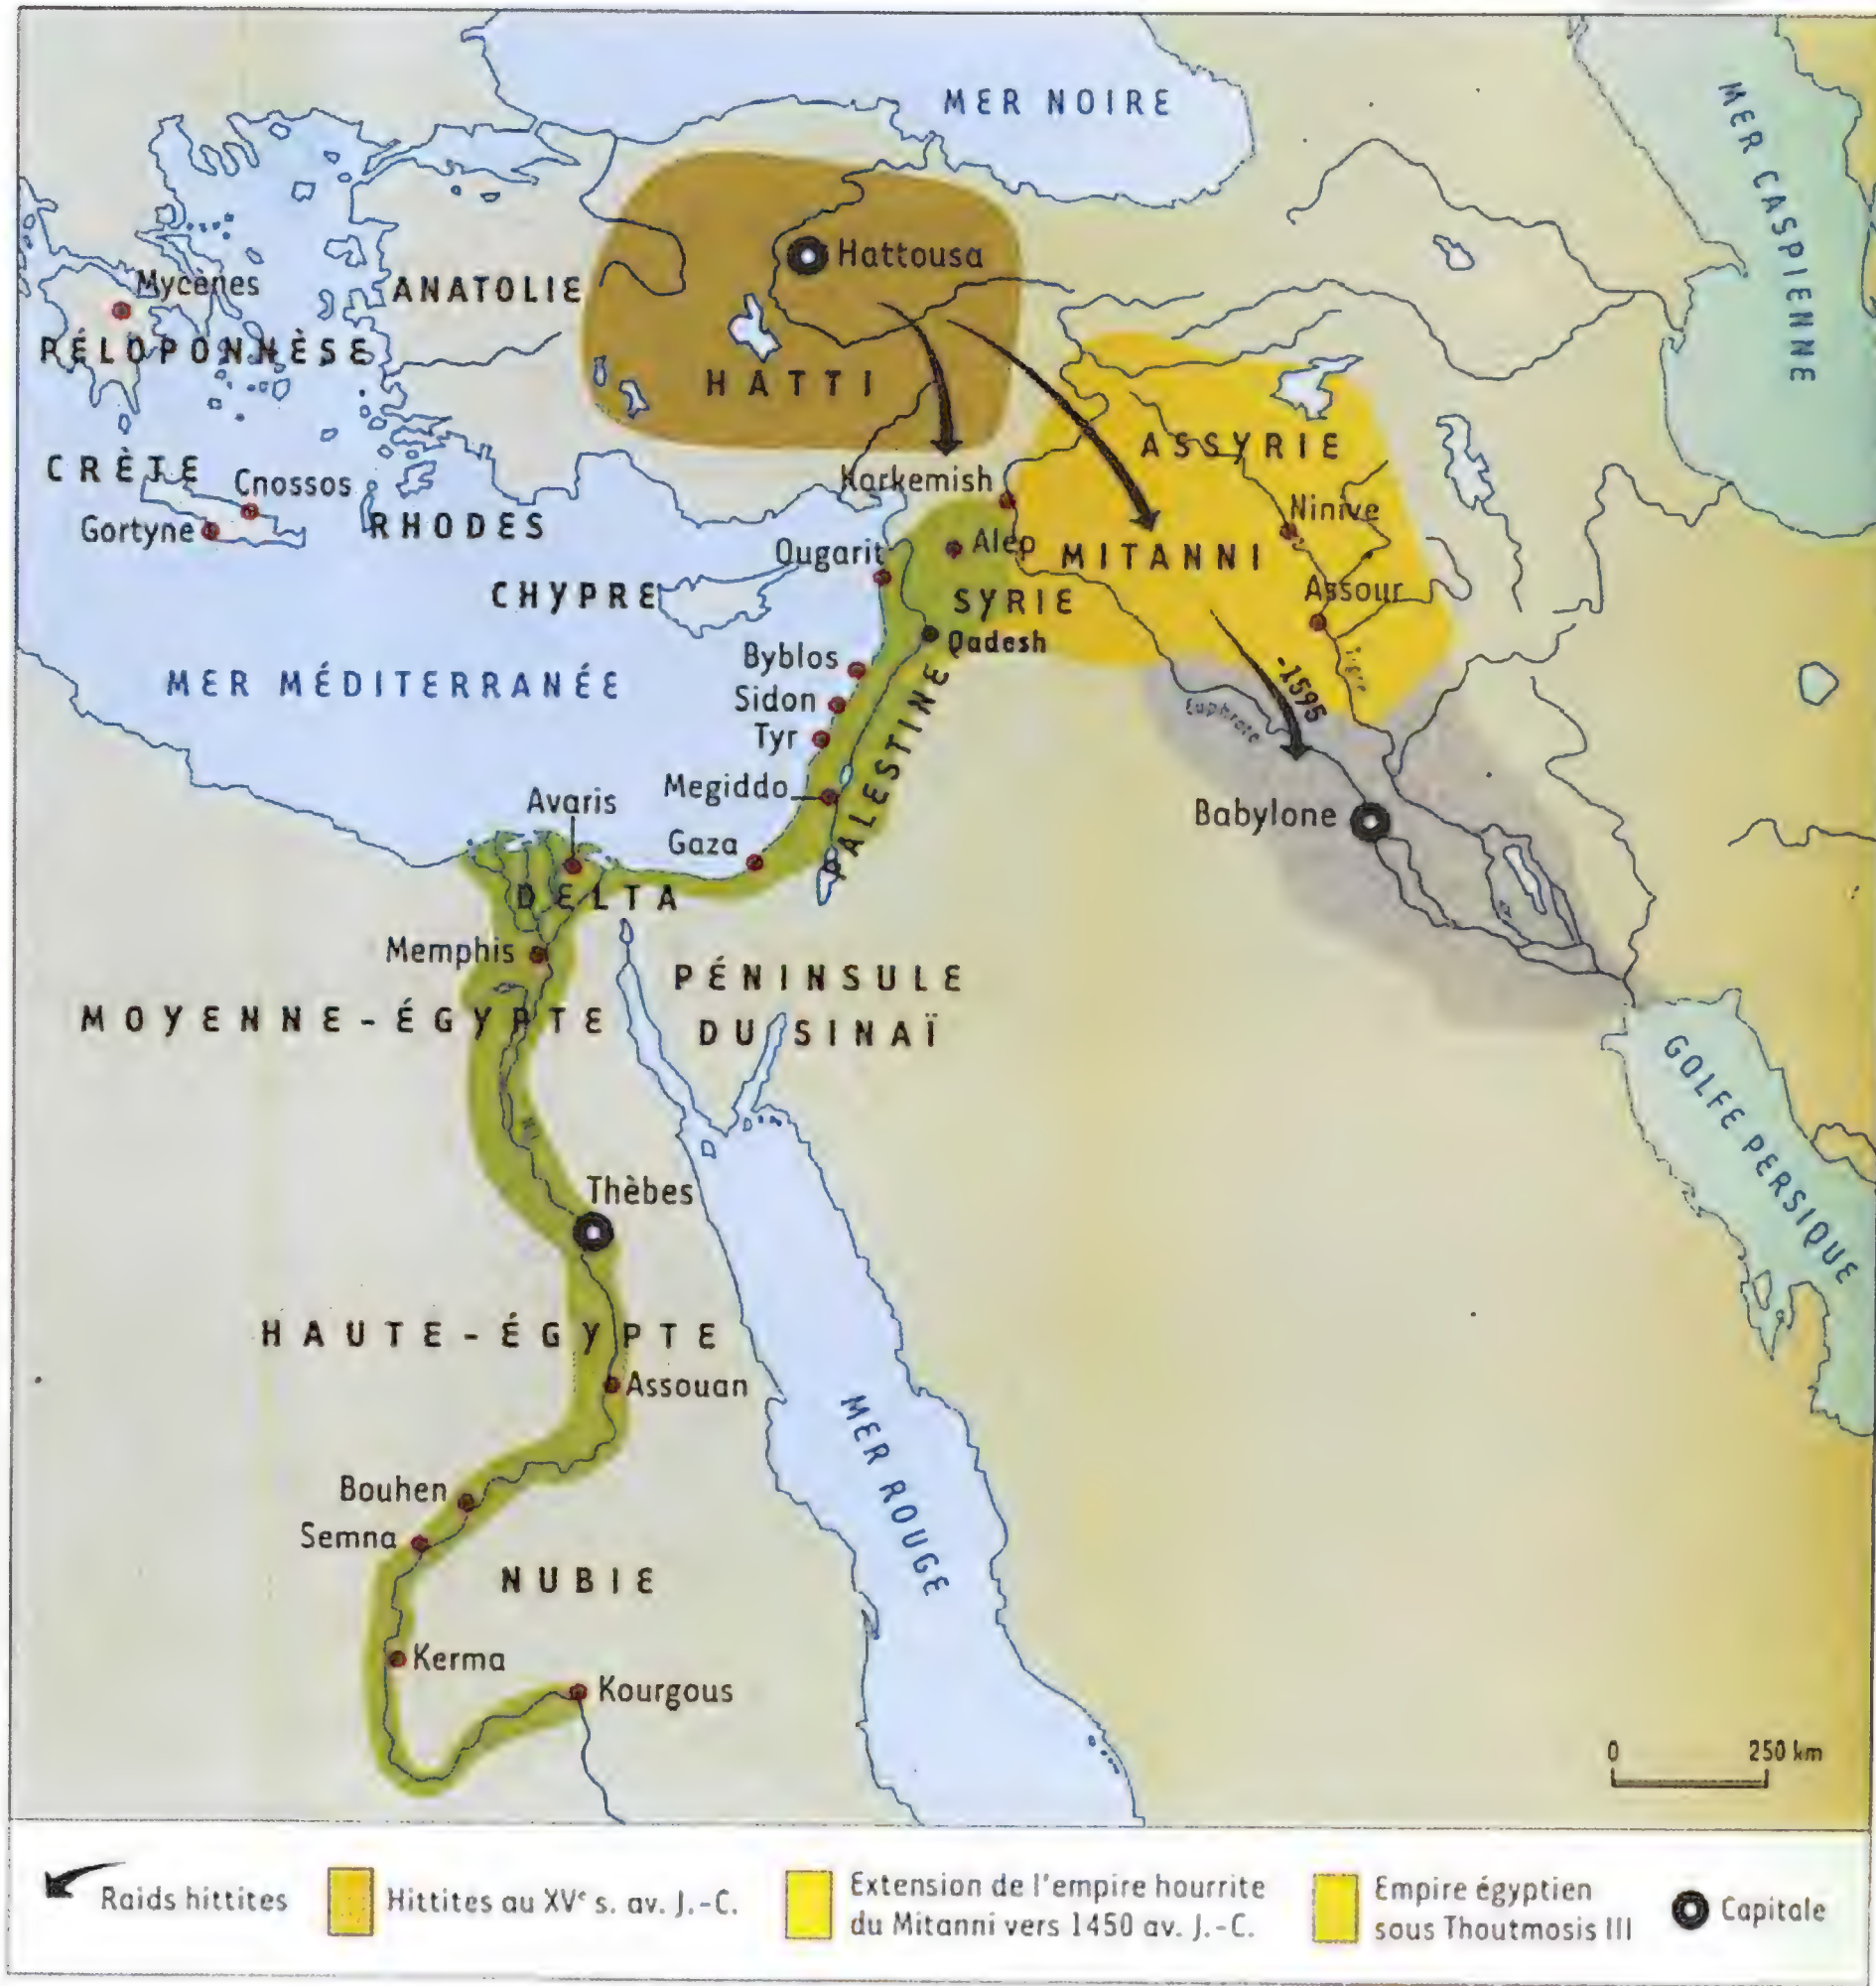 MER NOIRE
MER CASPIENNE
Hattousa
Mycènes
ANATOLIE
RÉLOPONNÈSE
HATTI
ASSYRIE
CRÈTE
Cnossos
Karkemish
Gortyne
RHODES
Ninive
Ougarit
Alep
MITANNI
CHYPRE
SYRIE
Assour
Qadesh
Byblos
MER MÉDITERRANÉE
Sidon
Tigre
-1595
Euphrate
Tyr
PALESTINE
Megiddo
Avaris
Babylone
Gaza
DELTA
Memphis
PÉNINSULE
DU SINAÏ
MOYENNE-ÉGYPTE
GOLFE PERSIQUE
Nil
Thèbes
HAUTE-ÉGYPTE
Assouan
MER ROUGE
Bouhen
Semna
NUBIE
Kerma
Kourgous
0 250 km
Raids hittites
Hittites au XVe s. av. J.-C.
Extension de l'empire hourrite
du Mitanni vers 1450 av. J.-C.
Empire égyptien
sous Thoutmosis III
Capitale